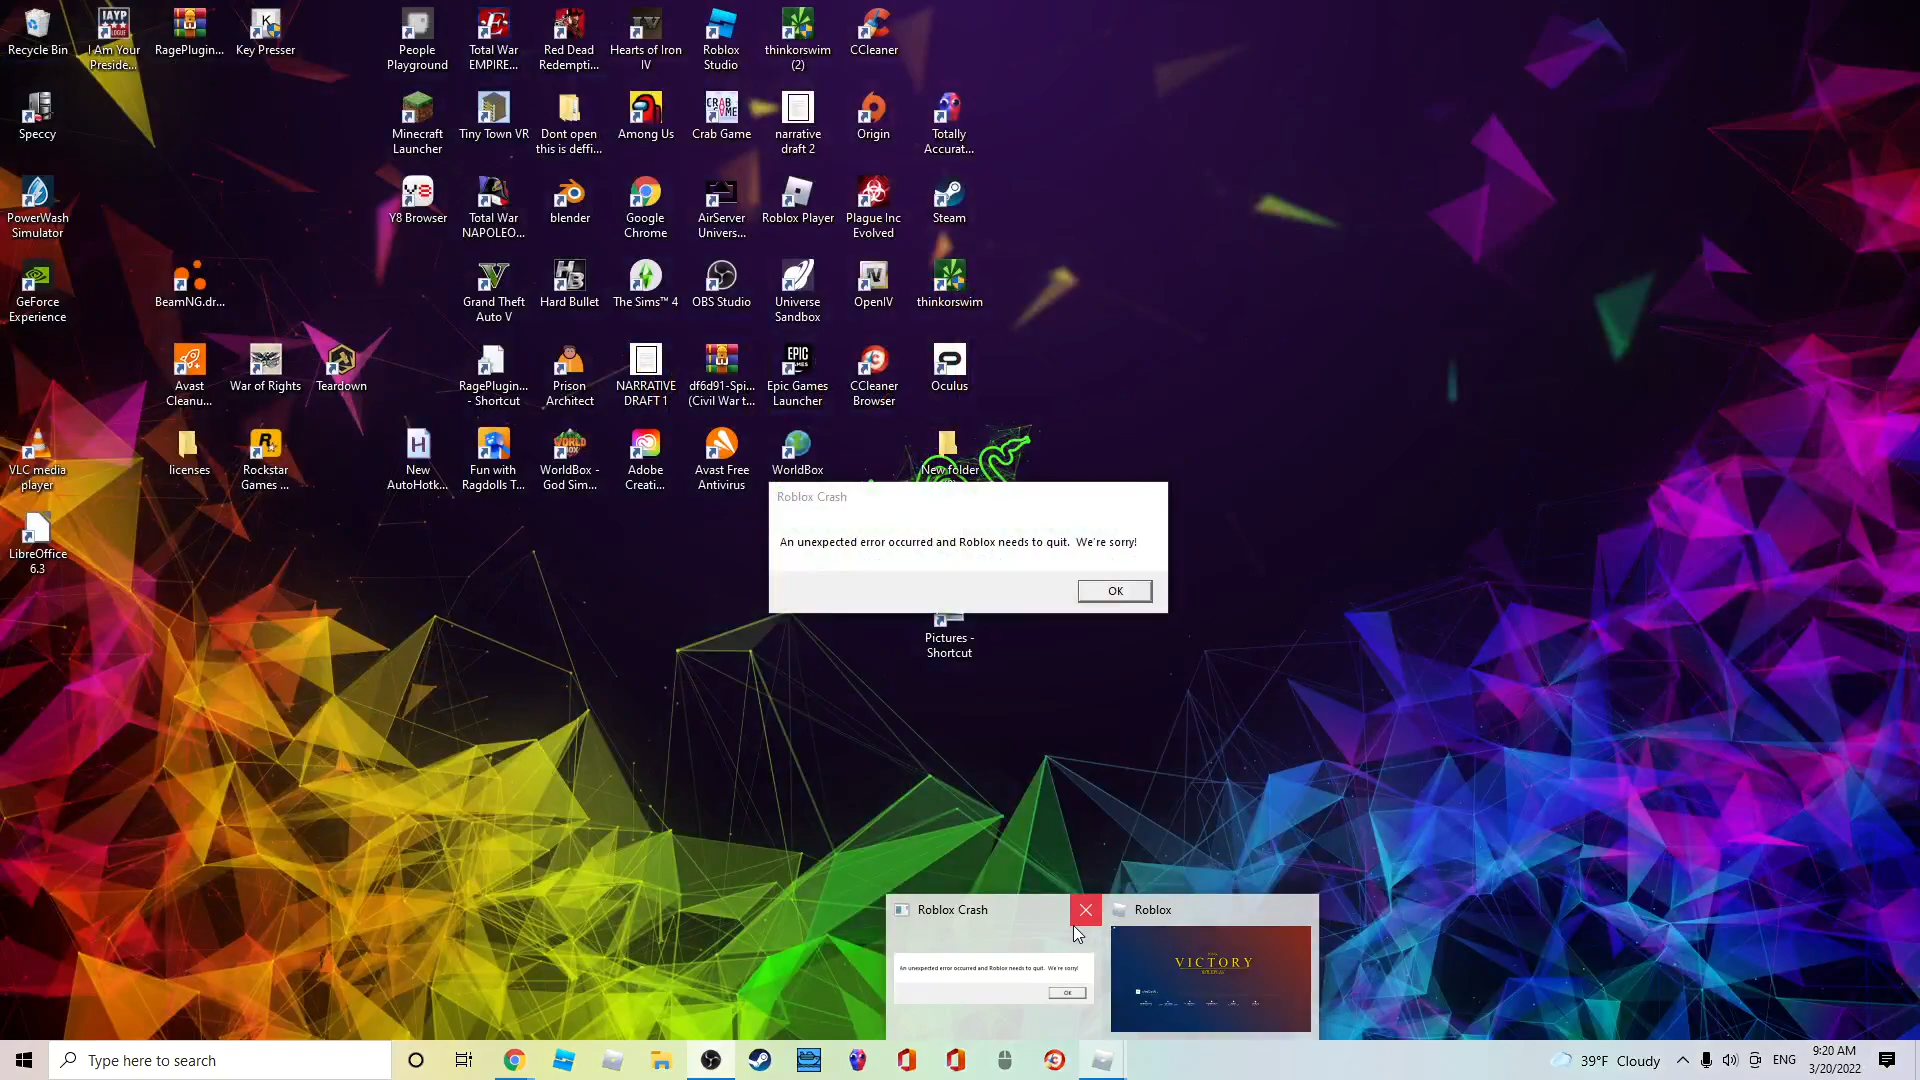 Recycle Bin
I Am Your
Preside...
RagePlugin...
Key Presser
People
Playground
Total War
EMPIRE...
Red Dead
Redempti...
Hearts of Iron
IV
Roblox
Studio
thinkorswim
(2)
CCleaner
Speccy
Minecraft
Launcher
Tiny Town VR
Dont open
this is deffi...
Among Us
Crab Game
narrative
draft 2
Origin
Totally
Accurat...
PowerWash
Simulator
Y8 Browser
Total War
NAPOLEO...
blender
Google
Chrome
AirServer
Univers...
Roblox Player
Plague Inc
Evolved
Steam
GeForce
Experience
BeamNG.dr...
Grand Theft
Auto V
Hard Bullet
The Sims™ 4
OBS Studio
Universe
Sandbox
OpenIV
thinkorswim
Avast
Cleanu...
War of Rights
Teardown
RagePlugin...
- Shortcut
Prison
Architect
NARRATIVE
DRAFT 1
df6d91-Spi...
(Civil War t...
Epic Games
Launcher
CCleaner
Browser
Oculus
VLC media
player
licenses
Rockstar
Games ...
New
AutoHotk...
Fun with
Ragdolls T...
WorldBox -
God Sim...
Adobe
Creati...
Avast Free
Antivirus
WorldBox
New folder
LibreOffice
6.3
Roblox Crash
An unexpected error occurred and Roblox needs to quit.  We're sorry!
OK
Pictures -
Shortcut
Roblox Crash
An unexpected error occurred and Roblox needs to quit.  We're sorry!
OK
Roblox
VICTORY
Type here to search
39°F Cloudy
ENG
9:20 AM
3/20/2022